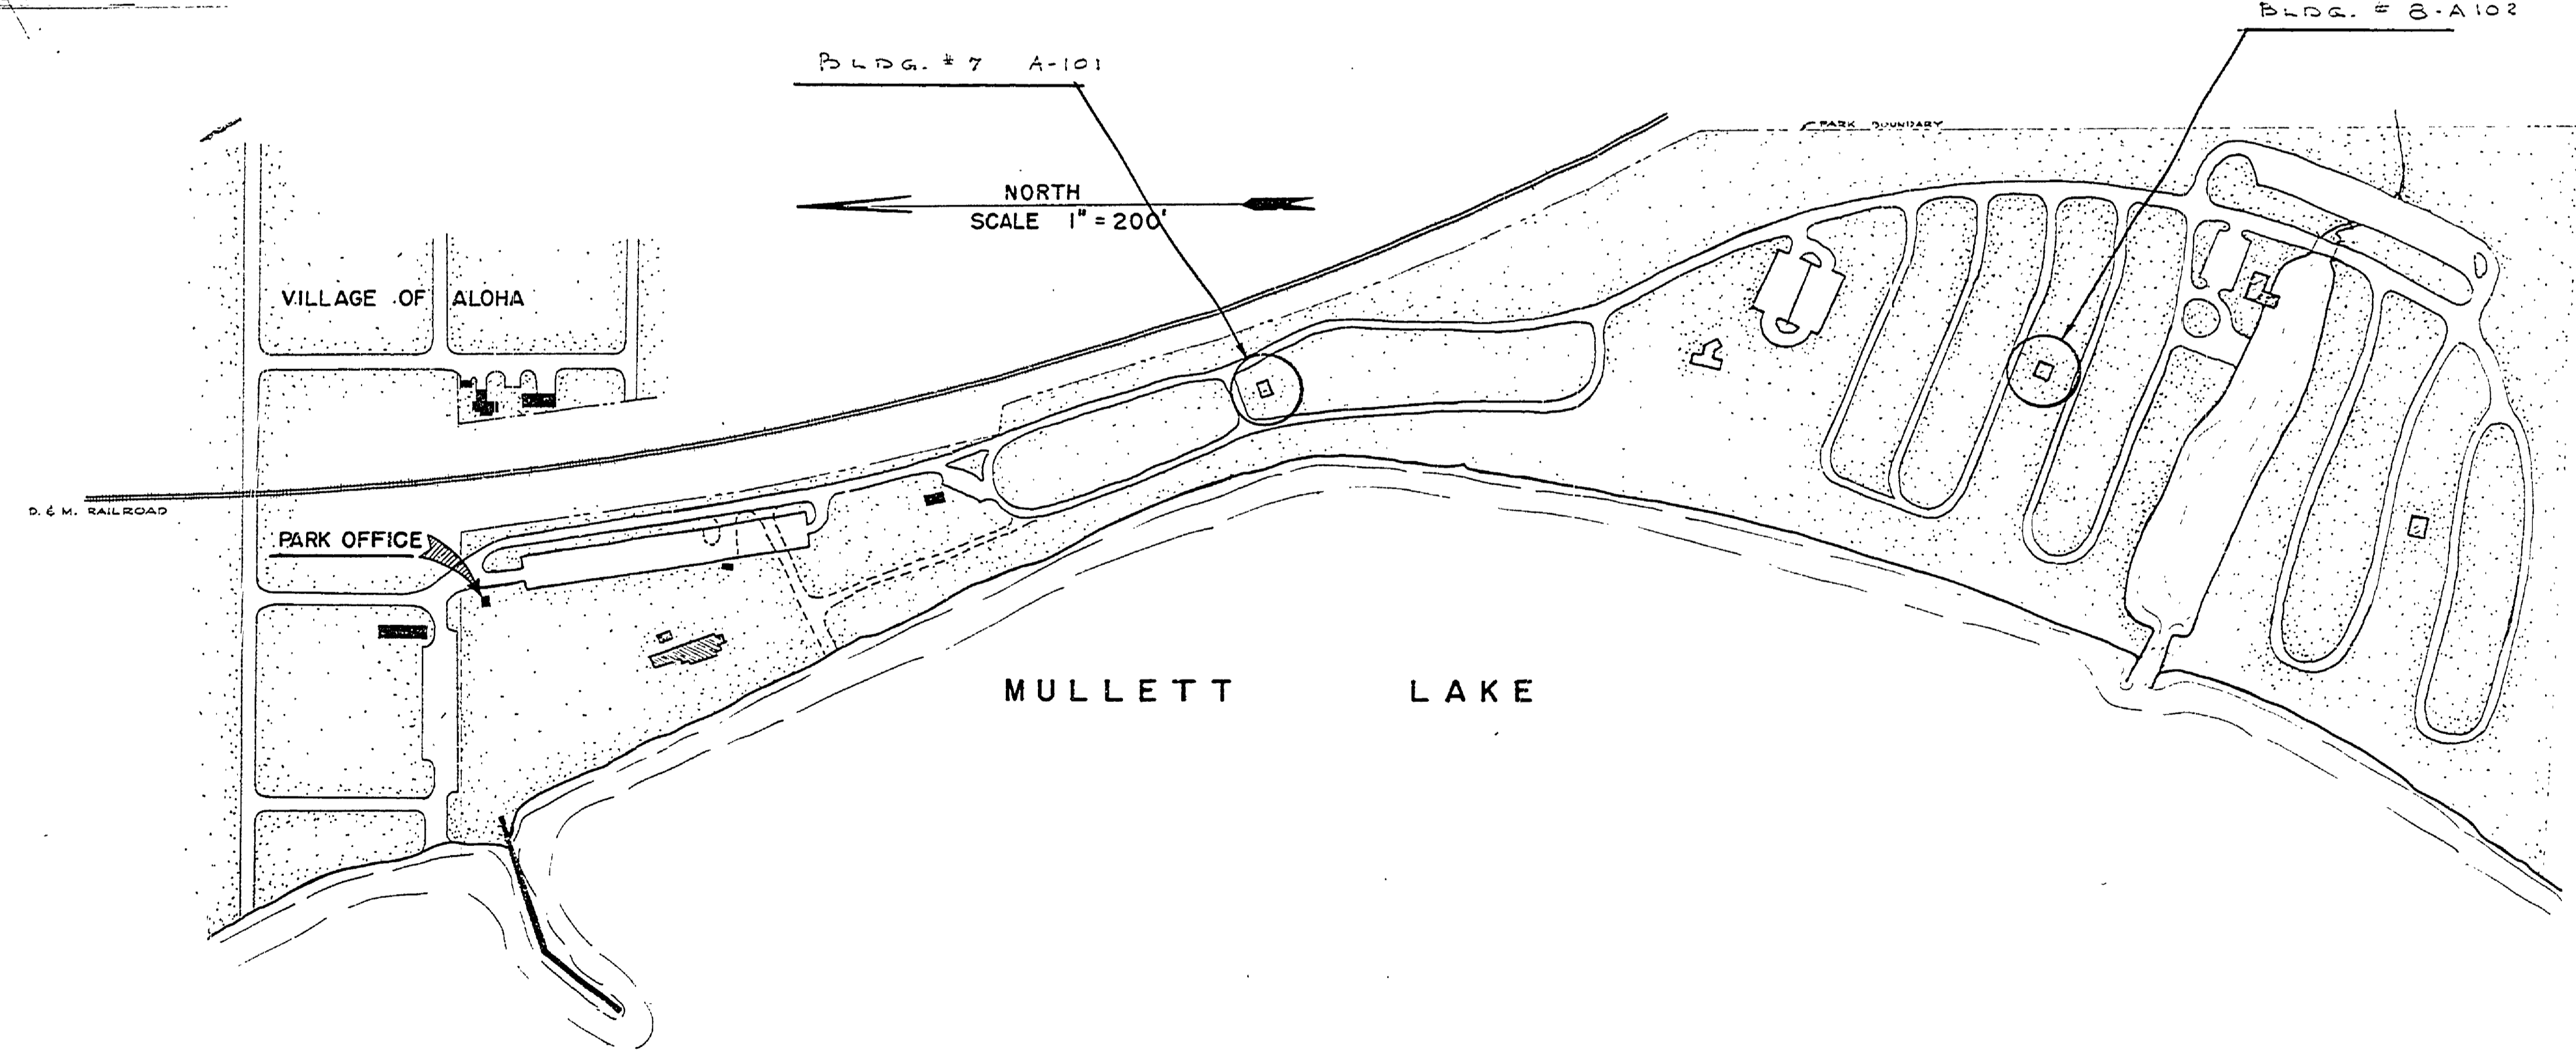 BLDG. # 8-A102
BLDG. #7 A-101
PARK BOUNDARY
NORTH
SCALE 1" = 200'
VILLAGE OF ALOHA
D. & M. RAILROAD
PARK OFFICE
MULLETT LAKE